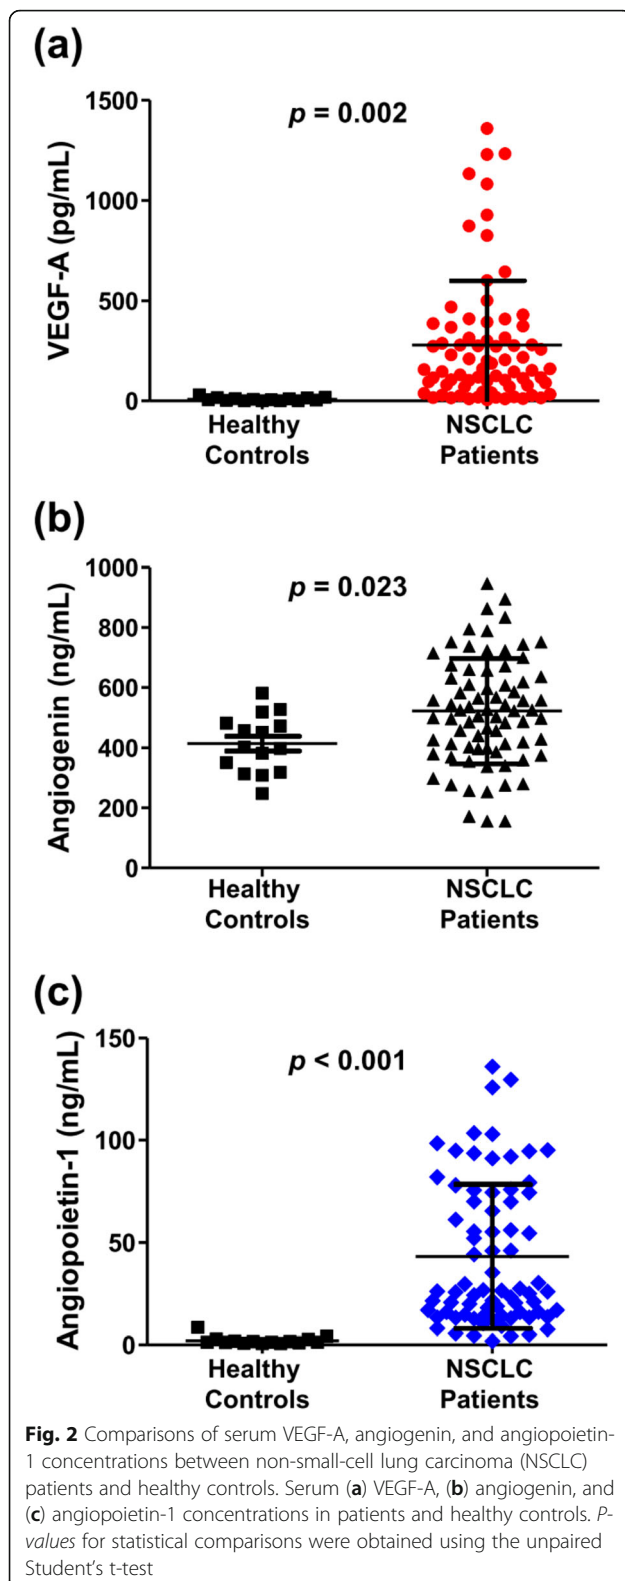 (a)
p = 0.002
VEGF-A (pg/mL)
1500
1000
500
0
Healthy
Controls
NSCLC
Patients
(b)
p = 0.023
Angiogenin (ng/mL)
1000
800
600
400
200
0
Healthy
Controls
NSCLC
Patients
(c)
p < 0.001
Angiopoietin-1 (ng/mL)
150
100
50
0
Healthy
Controls
NSCLC
Patients
Fig. 2 Comparisons of serum VEGF-A, angiogenin, and angiopoietin-
1 concentrations between non-small-cell lung carcinoma (NSCLC)
patients and healthy controls. Serum (a) VEGF-A, (b) angiogenin, and
(c) angiopoietin-1 concentrations in patients and healthy controls. P-
values for statistical comparisons were obtained using the unpaired
Student's t-test